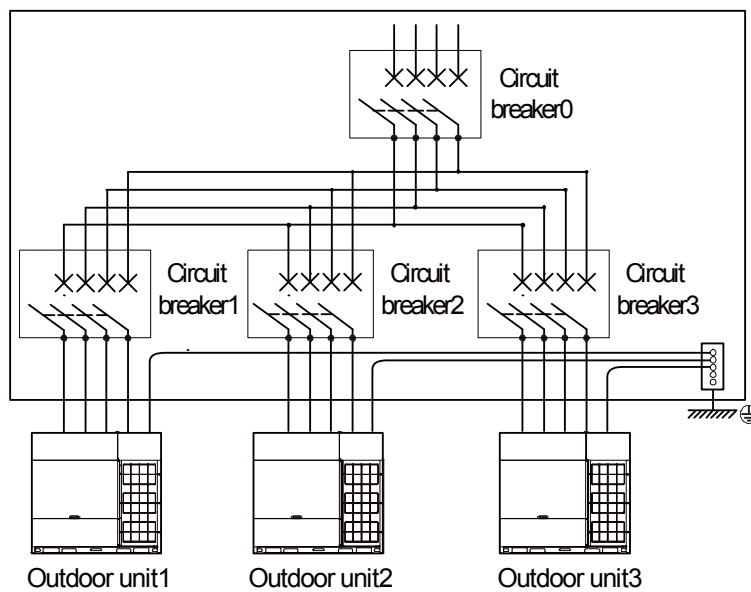 Circuit
breaker0
Circuit
breaker1
Circuit
breaker2
Circuit
breaker3
Outdoor unit1
Outdoor unit2
Outdoor unit3